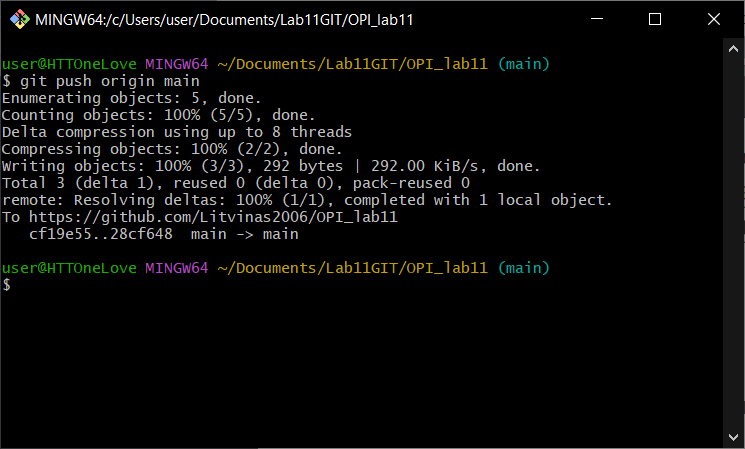 MINGW64:/c/Users/user/Documents/Lab11GIT/OPI_lab11
user@HTTOneLove MINGW64 ~/Documents/Lab11GIT/OPI_lab11 (main)
$ git push origin main
Enumerating objects: 5, done.
Counting objects: 100% (5/5), done.
Delta compression using up to 8 threads
Compressing objects: 100% (2/2), done.
Writing objects: 100% (3/3), 292 bytes | 292.00 KiB/s, done.
Total 3 (delta 1), reused 0 (delta 0), pack-reused 0
remote: Resolving deltas: 100% (1/1), completed with 1 local object.
To https://github.com/Litvinas2006/OPI_lab11
   cf19e55..28cf648  main -> main
user@HTTOneLove MINGW64 ~/Documents/Lab11GIT/OPI_lab11 (main)
$